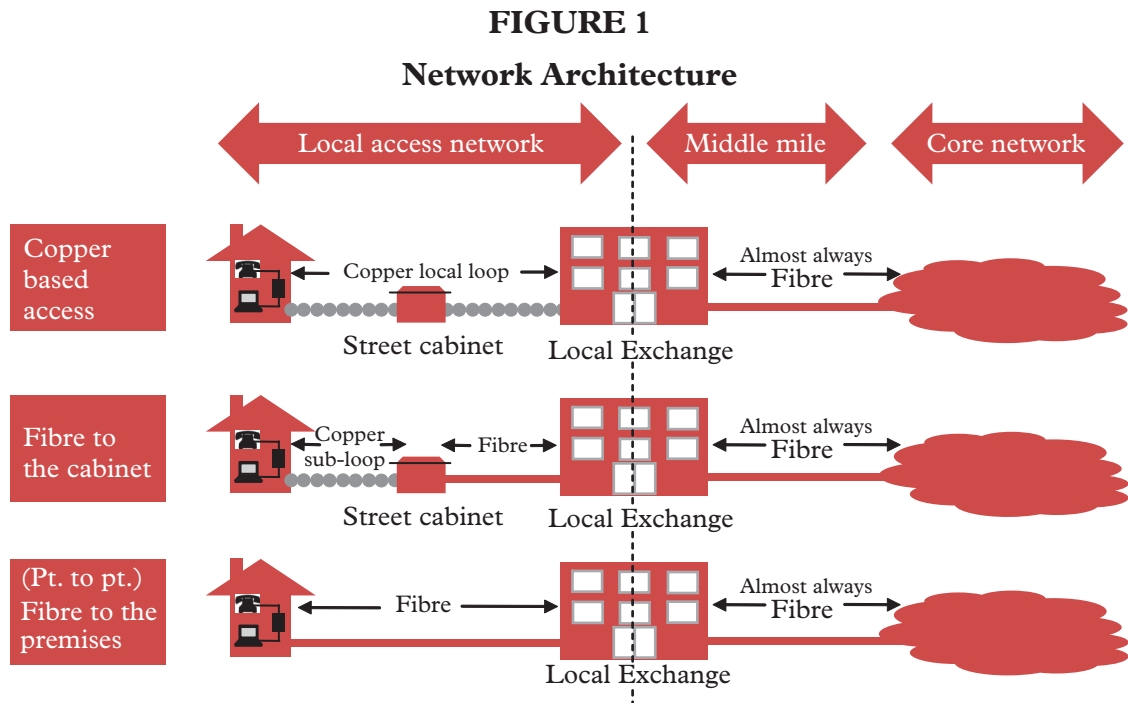 FIGURE 1
Network Architecture
Local access network
Middle mile
Core network
Copper
based
access
Copper local loop
Almost always
Fibre
Street cabinet
Local Exchange
Fibre to
the cabinet
Copper
sub-loop
Fibre
Almost always
Fibre
Street cabinet
Local Exchange
(Pt. to pt.)
Fibre to the
premises
Fibre
Almost always
Fibre
Local Exchange